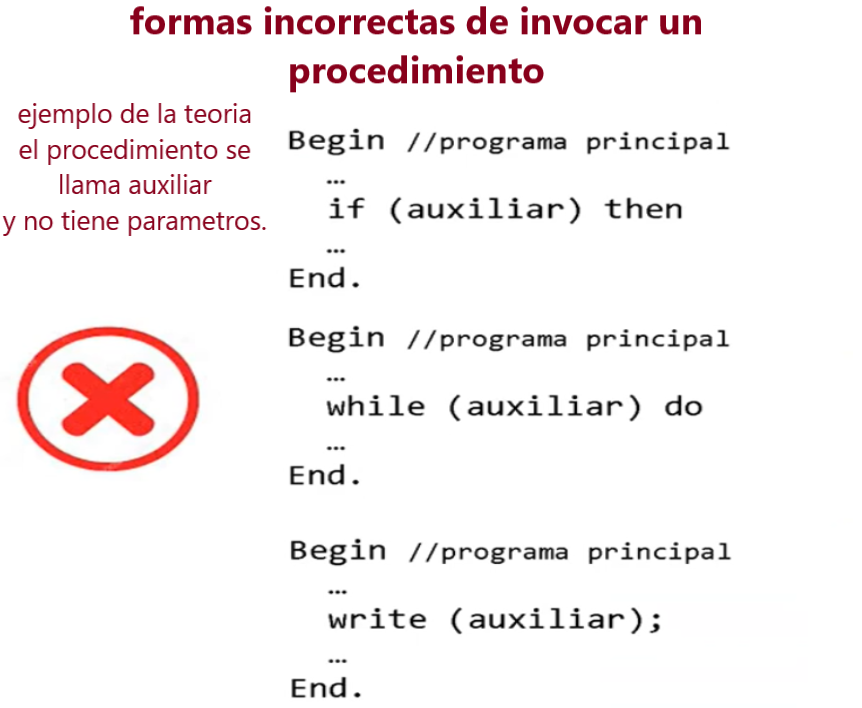 formas incorrectas de invocar un
procedimiento
ejemplo de la teoria
el procedimiento se
llama auxiliar
y no tiene parametros.
Begin //programa principal
...
if (auxiliar) then
...
End.
Begin //programa principal
...
while (auxiliar) do
...
End.
Begin //programa principal
...
write (auxiliar);
...
End.